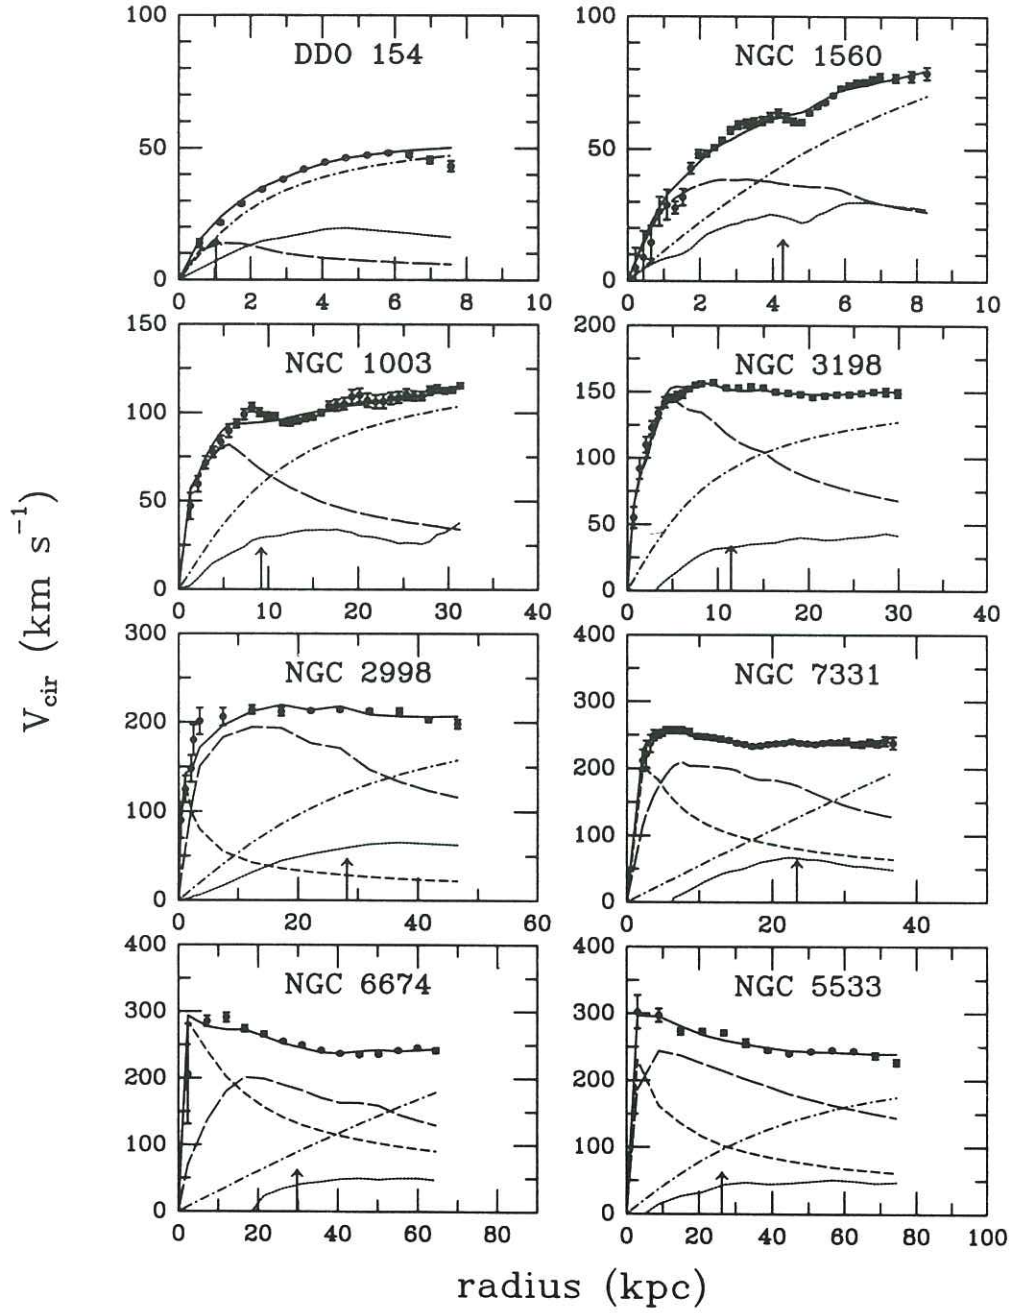 DDO 154
100
50
0
0 2 4 6 8 10
NGC 1560
100
50
0
0 2 4 6 8 10
NGC 1003
150
100
50
0
0 10 20 30 40
NGC 3198
200
150
100
50
0
0 10 20 30 40
NGC 2998
300
200
100
0
0 20 40 60
NGC 7331
400
300
200
100
0
0 20 40
NGC 6674
400
300
200
100
0
0 20 40 60 80
NGC 5533
400
300
200
100
0
0 20 40 60 80 100
V_cir (km s⁻¹)
radius (kpc)